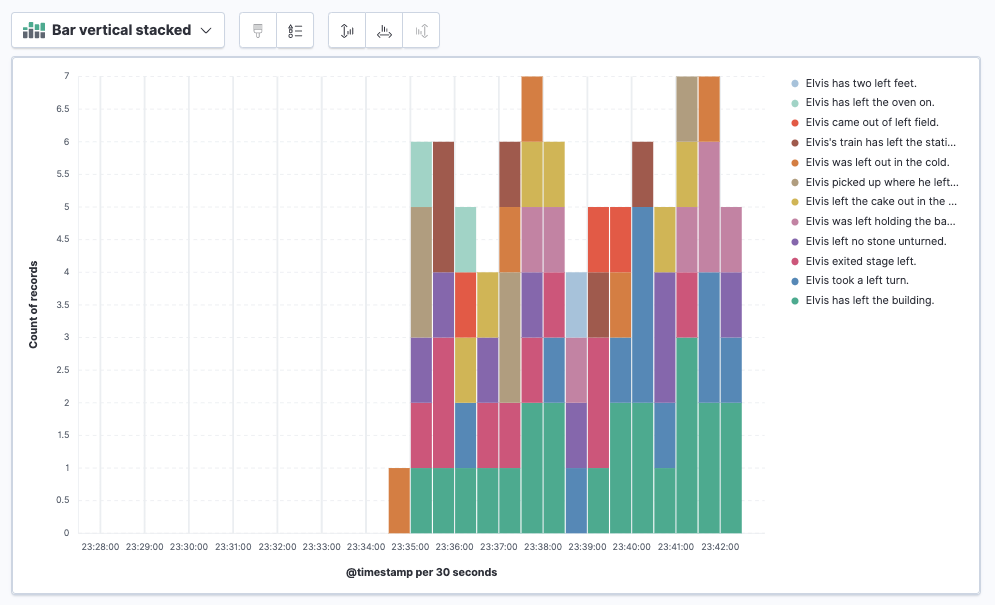 Bar vertical stacked
7
6.5
6
5.5
5
4.5
4
3.5
3
2.5
2
1.5
1
0.5
0
Count of records
23:28:00 23:29:00 23:30:00 23:31:00 23:32:00 23:33:00 23:34:00 23:35:00 23:36:00 23:37:00 23:38:00 23:39:00 23:40:00 23:41:00 23:42:00
@timestamp per 30 seconds
Elvis has two left feet.
Elvis has left the oven on.
Elvis came out of left field.
Elvis's train has left the stati...
Elvis was left out in the cold.
Elvis picked up where he left...
Elvis left the cake out in the ...
Elvis was left holding the ba...
Elvis left no stone unturned.
Elvis exited stage left.
Elvis took a left turn.
Elvis has left the building.